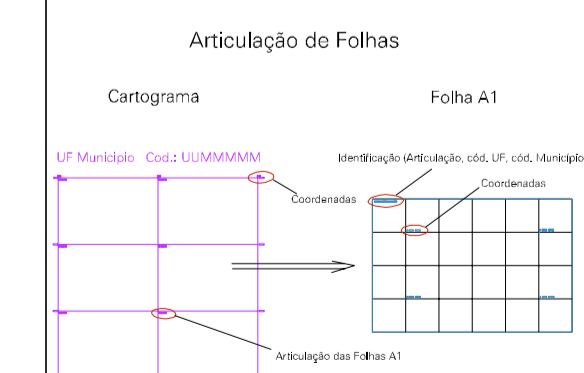 Articulação de Folhas
Cartograma
Folha A1
UF Municipio Cod.: UUMMMMM
Identificação (Articulação, cód. UF, cód. Município
Coordenadas
Coordenadas
Articulação das Folhas A1